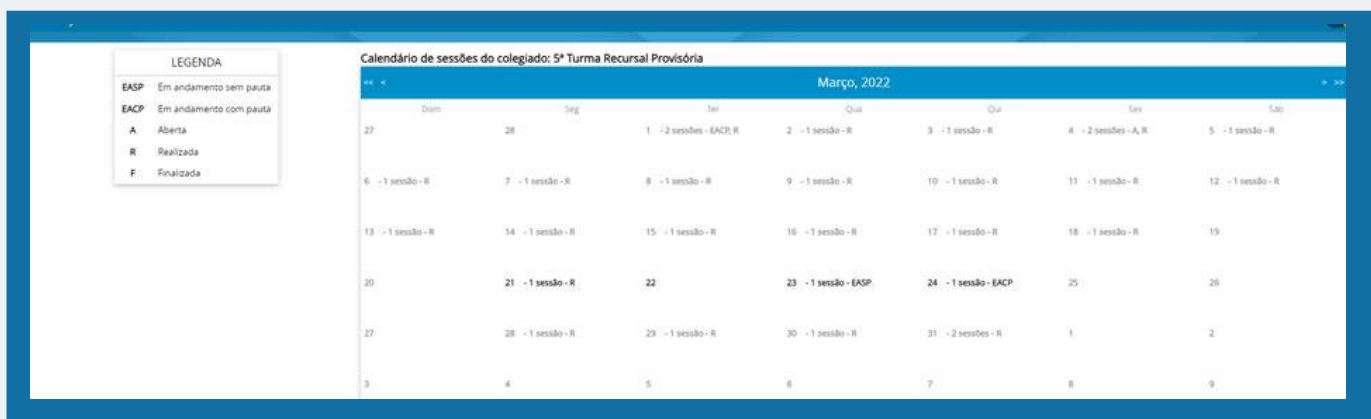 LEGENDA
EASP Em andamento sem pauta
EACP Em andamento com pauta
A Aberta
R Realizada
F Finalizada
Calendário de sessões do colegiado: 5ª Turma Recursal Provisória
<< < Março, 2022 > >>
Dom Seg Ter Qua Qui Sex Sáb
27 28 1 - 2 sessões - EACP, R 2 - 1 sessão - R 3 - 1 sessão - R 4 - 2 sessões - A, R 5 - 1 sessão - R
6 - 1 sessão - R 7 - 1 sessão - R 8 - 1 sessão - R 9 - 1 sessão - R 10 - 1 sessão - R 11 - 1 sessão - R 12 - 1 sessão - R
13 - 1 sessão - R 14 - 1 sessão - R 15 - 1 sessão - R 16 - 1 sessão - R 17 - 1 sessão - R 18 - 1 sessão - R 19
20 21 - 1 sessão - R 22 23 - 1 sessão - EASP 24 - 1 sessão - EACP 25 26
27 28 - 1 sessão - R 29 - 1 sessão - R 30 - 1 sessão - R 31 - 2 sessões - R 1 2
3 4 5 6 7 8 9